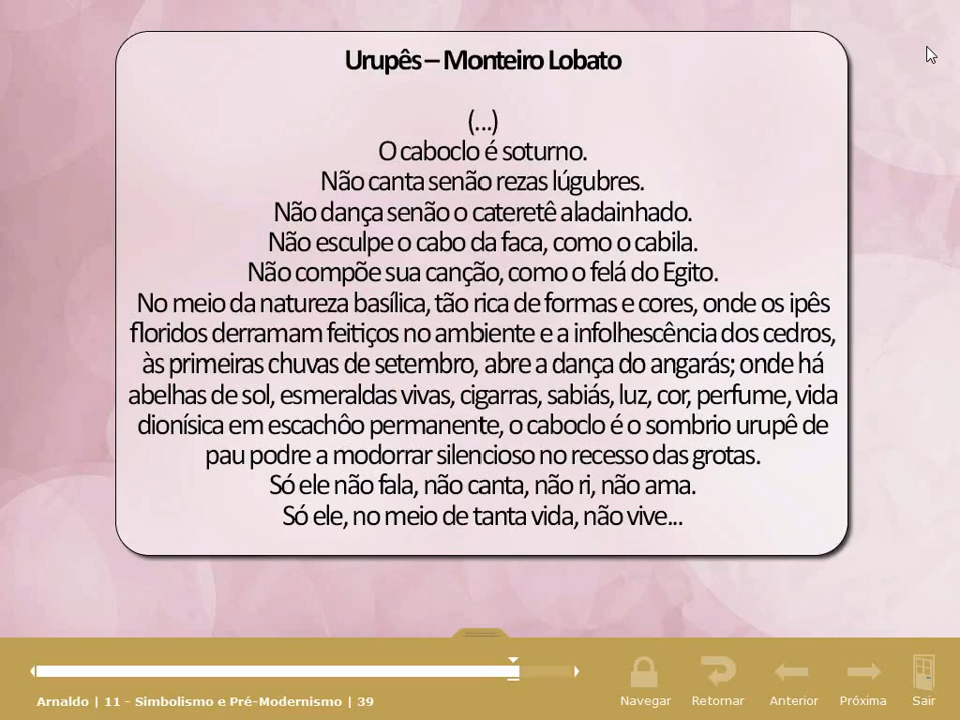 Urupês – Monteiro Lobato
(...)
O caboclo é soturno.
Não canta senão rezas lúgubres.
Não dança senão o cateretê aladainhado.
Não esculpe o cabo da faca, como o cabila.
Não compõe sua canção, como o felá do Egito.
No meio da natureza basílica, tão rica de formas e cores, onde os ipês
floridos derramam feitiços no ambiente e a infolhescência dos cedros,
às primeiras chuvas de setembro, abre a dança do angarás; onde há
abelhas de sol, esmeraldas vivas, cigarras, sabiás, luz, cor, perfume, vida
dionísica em escachôo permanente, o caboclo é o sombrio urupê de
pau podre a modorrar silencioso no recesso das grotas.
Só ele não fala, não canta, não ri, não ama.
Só ele, no meio de tanta vida, não vive...
Arnaldo | 11 - Simbolismo e Pré-Modernismo | 39
Navegar
Retornar
Anterior
Próxima
Sair